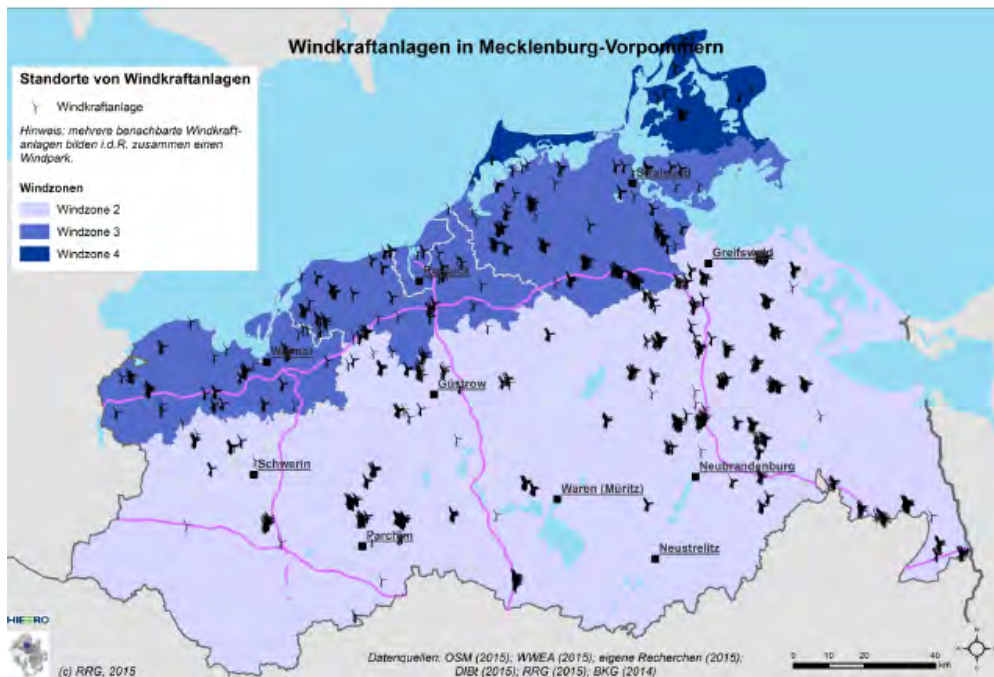 Windkraftanlagen in Mecklenburg-Vorpommern
Standorte von Windkraftanlagen
Windkraftanlage
Hinweis: mehrere benachbarte Windkraft-
anlagen bilden i.d.R. zusammen einen
Windpark.
Windzonen
Windzone 2
Windzone 3
Windzone 4
Stralsund
Greifswald
Rostock
Wismar
Güstrow
Schwerin
Neubrandenburg
Waren (Müritz)
Parchim
Neustrelitz
(c) RRG, 2015
Datenquellen: OSM (2015); WWEA (2015); eigene Recherchen (2015);
DIBt (2015); RRG (2015); BKG (2014)
0 10 20 40
km
N